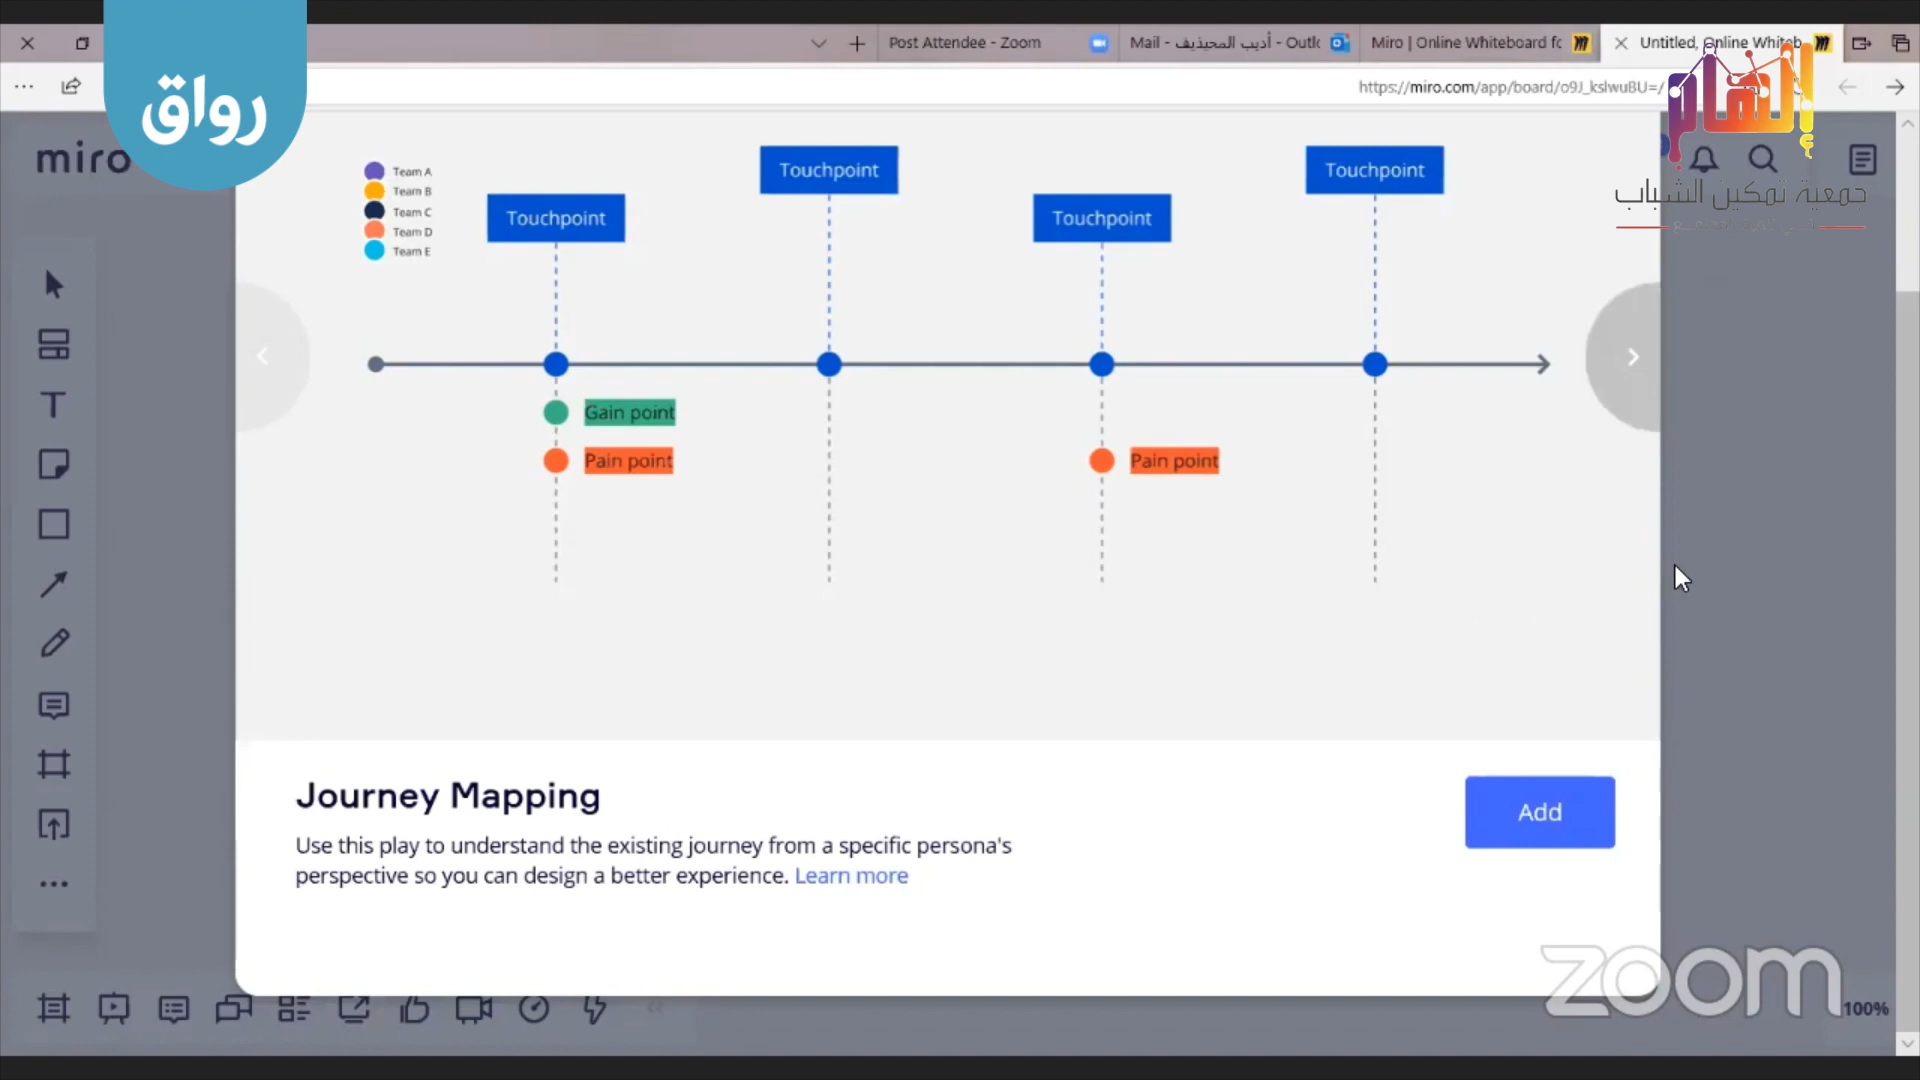 Post Attendee - Zoom
Mail - أديب المحيذيف - Outlc
Miro | Online Whiteboard fc
Untitled, Online Whiteb
https://miro.com/app/board/o9J_kslwuBU=/
رواق
إلهام
جمعية تمكين الشباب
miro
Team A
Team B
Team C
Team D
Team E
Touchpoint
Touchpoint
Touchpoint
Touchpoint
Gain point
Pain point
Pain point
Journey Mapping
Use this play to understand the existing journey from a specific persona's
perspective so you can design a better experience. Learn more
Add
zoom
100%